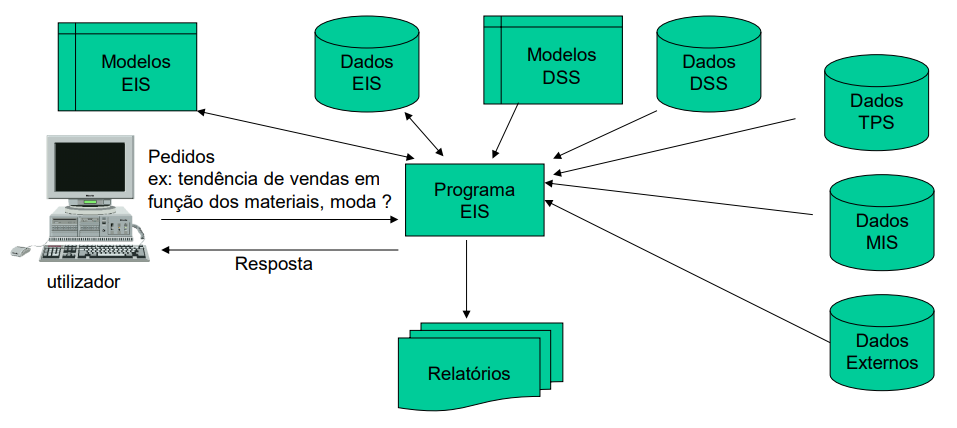 Modelos
EIS
Dados
EIS
Modelos
DSS
Dados
DSS
Dados
TPS
Pedidos
ex: tendência de vendas em
função dos materiais, moda ?
Programa
EIS
Dados
MIS
Resposta
utilizador
Dados
Externos
Relatórios